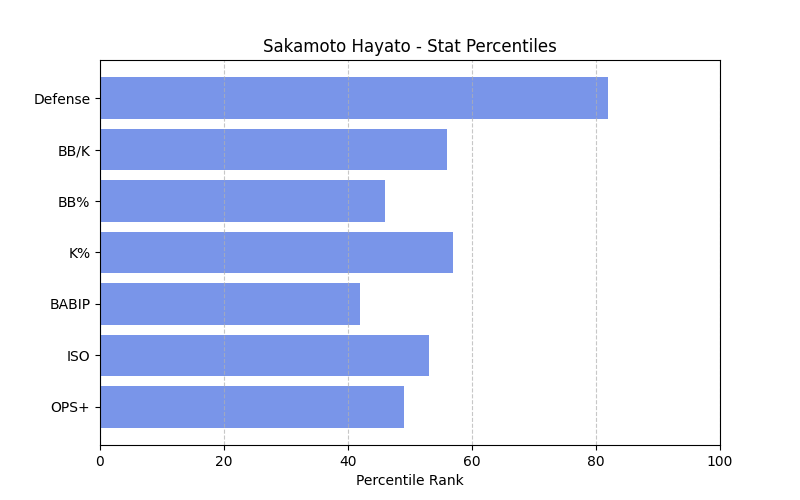 Sakamoto Hayato - Stat Percentiles
Defense
BB/K
BB%
K%
BABIP
ISO
OPS+
0 20 40 60 80 100
Percentile Rank